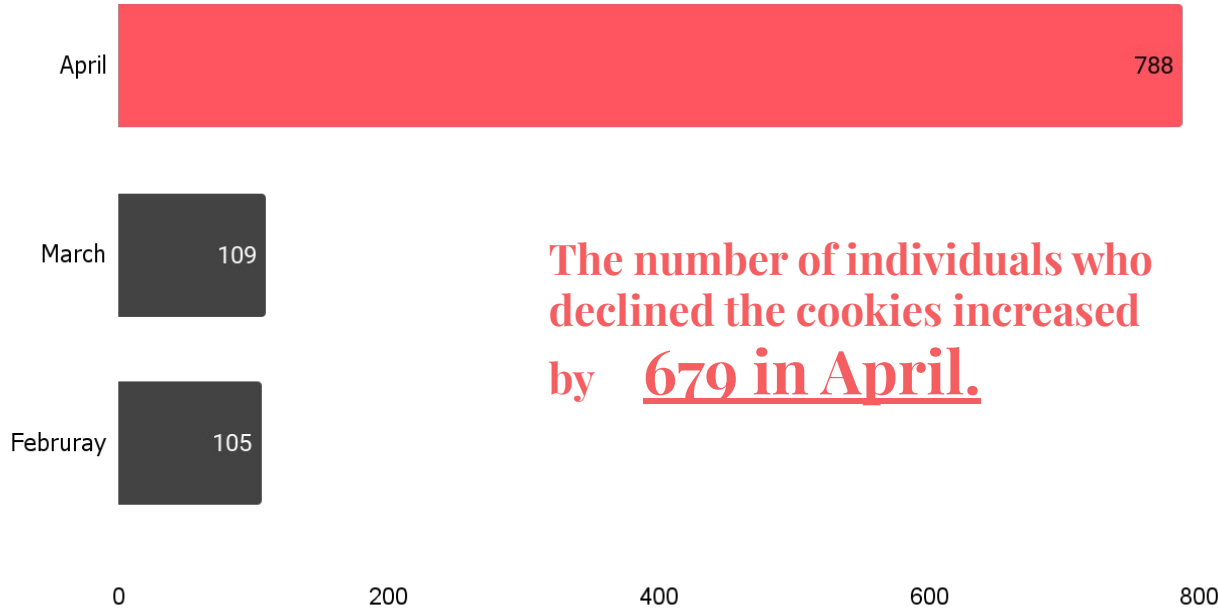 April
788
March
109
The number of individuals who
declined the cookies increased
by 679 in April.
Februray
105
0 200 400 600 800